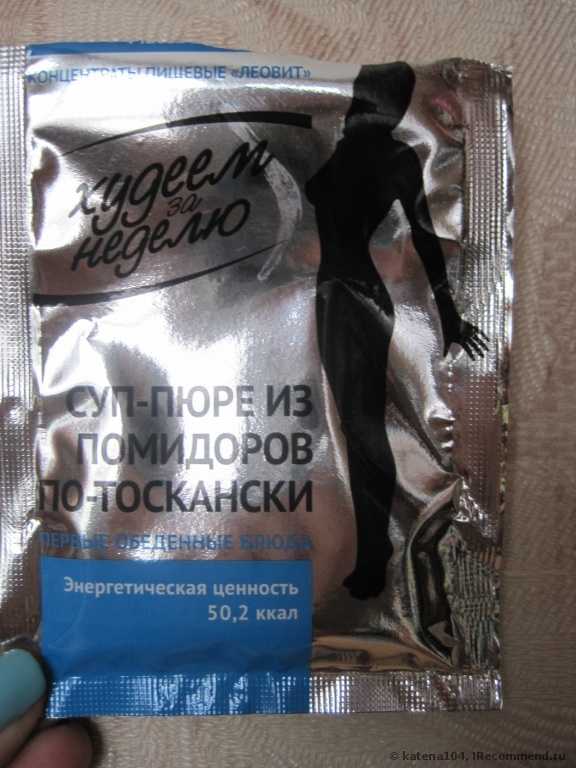 КОНЦЕНТРАТЫ ПИЩЕВЫЕ «ЛЕОВИТ»
худеем
за
неделю
СУП-ПЮРЕ ИЗ
ПОМИДОРОВ
ПО-ТОСКАНСКИ
ПЕРВЫЕ ОБЕДЕННЫЕ БЛЮДА
Энергетическая ценность
50,2 ккал
© katena104, IRecommend.ru